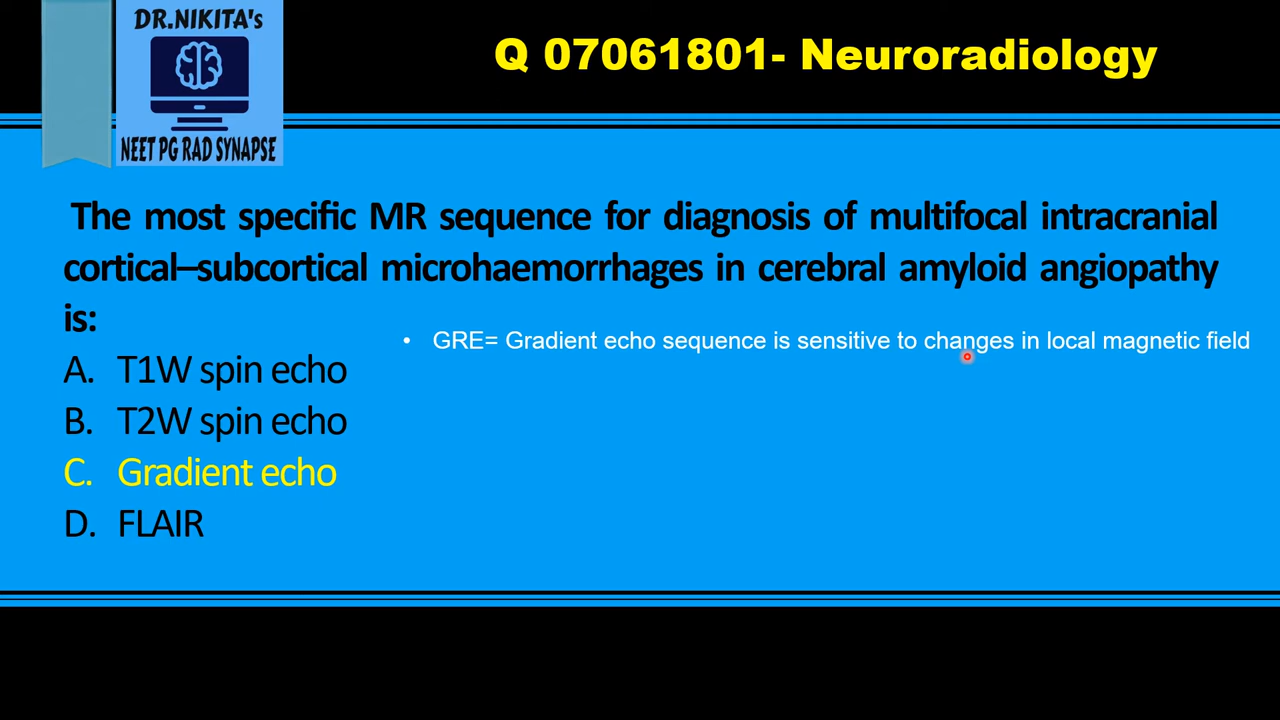 DR.NIKITA's
NEET PG RAD SYNAPSE
Q 07061801- Neuroradiology
The most specific MR sequence for diagnosis of multifocal intracranial
cortical–subcortical microhaemorrhages in cerebral amyloid angiopathy
is:
• GRE= Gradient echo sequence is sensitive to changes in local magnetic field
A. T1W spin echo
B. T2W spin echo
C. Gradient echo
D. FLAIR